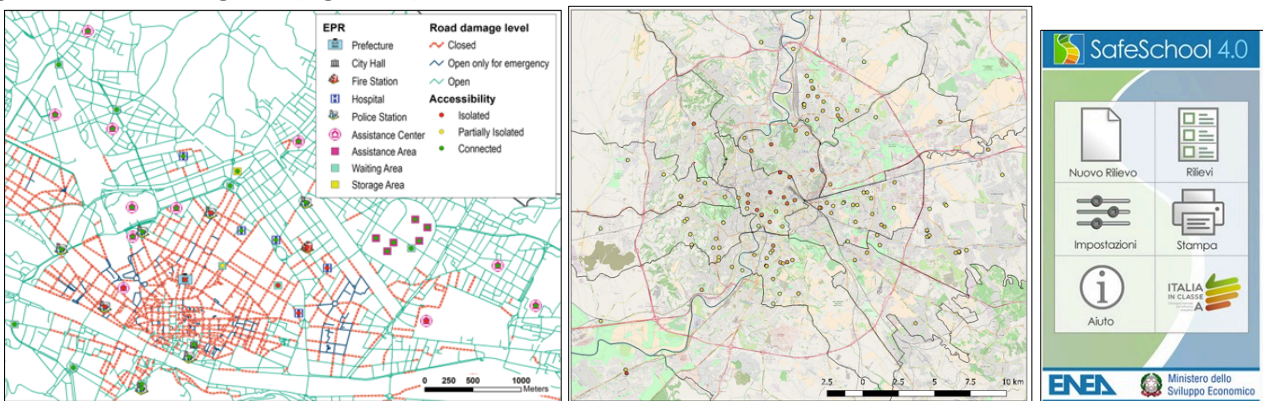 EPR
Prefecture
City Hall
Fire Station
Hospital
Police Station
Assistance Center
Assistance Area
Waiting Area
Storage Area
Road damage level
Closed
Open only for emergency
Open
Accessibility
Isolated
Partially Isolated
Connected
0 250 500 1000
Meters
2.5 0 2.5 5 7.5 10 km
SafeSchool 4.0
Nuovo Rilievo
Rilievi
Impostazioni
Stampa
Aiuto
ITALIA
IN CLASSE
A
ENEA
Ministero dello
Sviluppo Economico